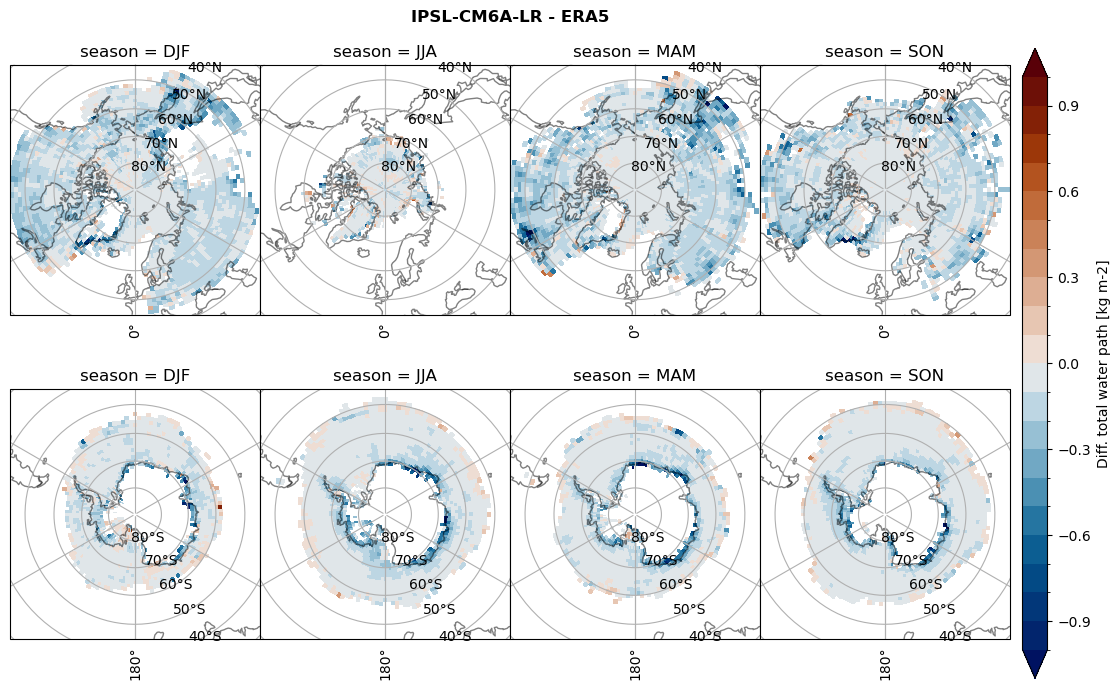 IPSL-CM6A-LR - ERA5
season = DJF
season = JJA
season = MAM
season = SON
40°N
50°N
60°N
70°N
80°N
40°N
50°N
60°N
70°N
80°N
40°N
50°N
60°N
70°N
80°N
40°N
50°N
60°N
70°N
80°N
0°
0°
0°
0°
season = DJF
season = JJA
season = MAM
season = SON
80°S
70°S
60°S
50°S
40°S
80°S
70°S
60°S
50°S
40°S
80°S
70°S
60°S
50°S
40°S
80°S
70°S
60°S
50°S
40°S
180°
180°
180°
180°
0.9
0.6
0.3
0.0
−0.3
−0.6
−0.9
Diff. total water path [kg m-2]